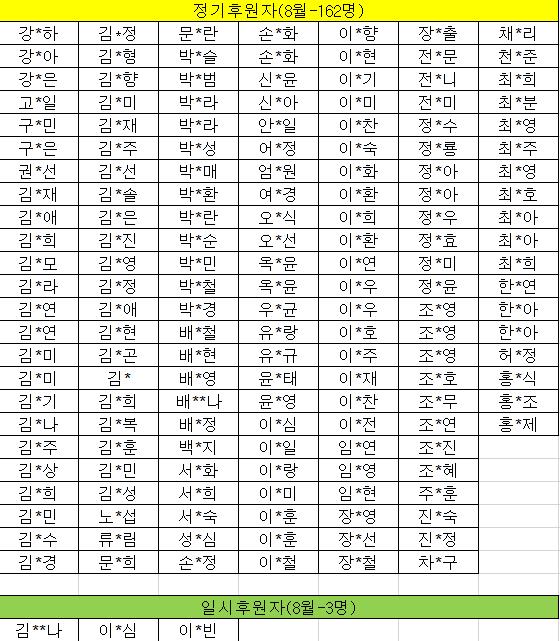 정기후원자(8월-162명)
강*하 김*정 문*란 손*화 이*향 장*출 채*리
강*아 김*형 박*슬 손*화 이*현 전*문 천*준
강*은 김*향 박*범 신*윤 이*기 전*니 최*희
고*일 김*미 박*라 신*아 이*미 전*미 최*분
구*민 김*재 박*라 안*일 이*찬 정*수 최*영
구*은 김*주 박*성 어*정 이*숙 정*룡 최*주
권*선 김*선 박*매 엄*원 이*화 정*아 최*영
김*재 김*솔 박*환 여*경 이*환 정*아 최*호
김*애 김*은 박*란 오*식 이*희 정*우 최*아
김*희 김*진 박*순 오*선 이*환 정*효 최*아
김*모 김*영 박*민 옥*윤 이*연 정*미 최*희
김*라 김*정 박*철 옥*윤 이*우 정*윤 한*연
김*연 김*애 박*경 우*균 이*우 조*영 한*아
김*연 김*현 배*철 유*랑 이*호 조*영 한*아
김*미 김*곤 배*현 유*규 이*주 조*영 허*정
김*미 김* 배*영 윤*태 이*재 조*호 홍*식
김*기 김*희 배**나 윤*영 이*찬 조*무 홍*조
김*나 김*복 배*정 이*심 이*전 조*연 홍*제
김*주 김*훈 백*지 이*일 임*연 조*진
김*상 김*민 서*화 이*랑 임*영 조*혜
김*희 김*성 서*희 이*미 임*현 주*훈
김*민 노*섭 서*숙 이*훈 장*영 진*숙
김*수 류*림 성*심 이*훈 장*선 진*정
김*경 문*희 손*정 이*철 장*철 차*구
일시후원자(8월-3명)
김**나 이*심 이*빈